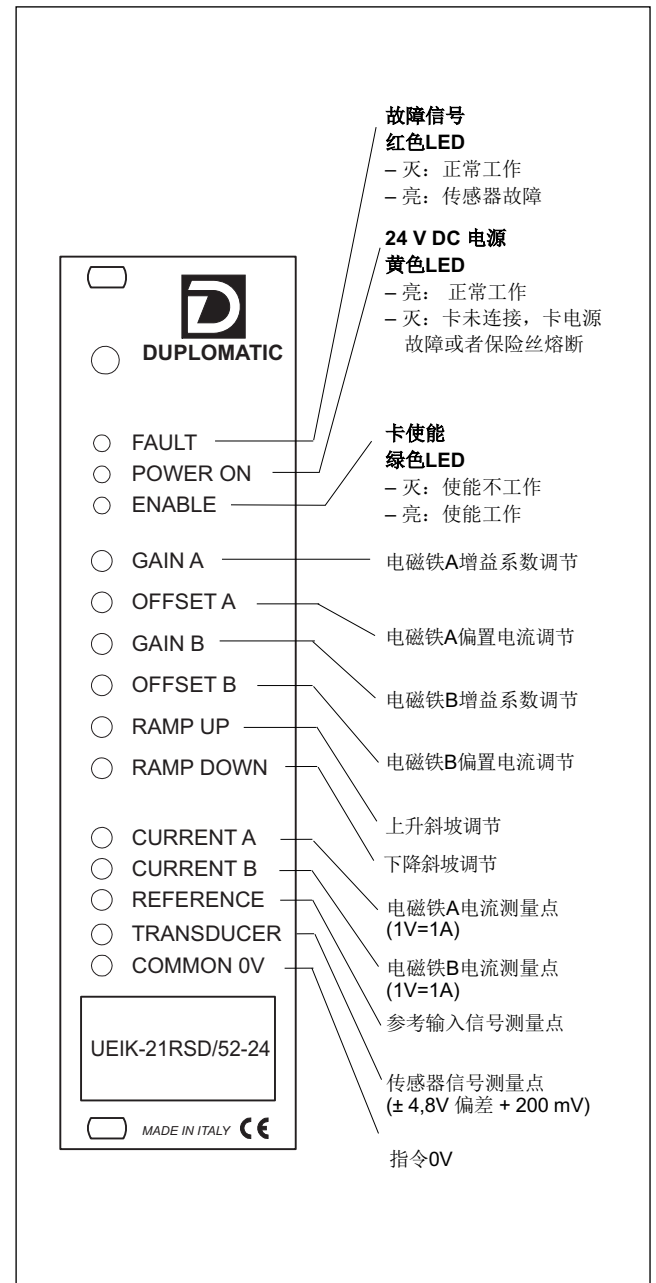 故障信号
红色LED
– 灭：正常工作
– 亮：传感器故障
24 V DC 电源
黄色LED
– 亮： 正常工作
– 灭：卡未连接，卡电源
故障或者保险丝熔断
卡使能
绿色LED
– 灭：使能不工作
– 亮：使能工作
DUPLOMATIC
FAULT
POWER ON
ENABLE
GAIN A
电磁铁A增益系数调节
OFFSET A
电磁铁A偏置电流调节
GAIN B
电磁铁B增益系数调节
OFFSET B
电磁铁B偏置电流调节
RAMP UP
上升斜坡调节
RAMP DOWN
下降斜坡调节
CURRENT A
电磁铁A电流测量点
(1V=1A)
CURRENT B
电磁铁B电流测量点
(1V=1A)
REFERENCE
参考输入信号测量点
TRANSDUCER
传感器信号测量点
(± 4,8V 偏差 + 200 mV)
COMMON 0V
指令0V
UEIK-21RSD/52-24
MADE IN ITALY CE